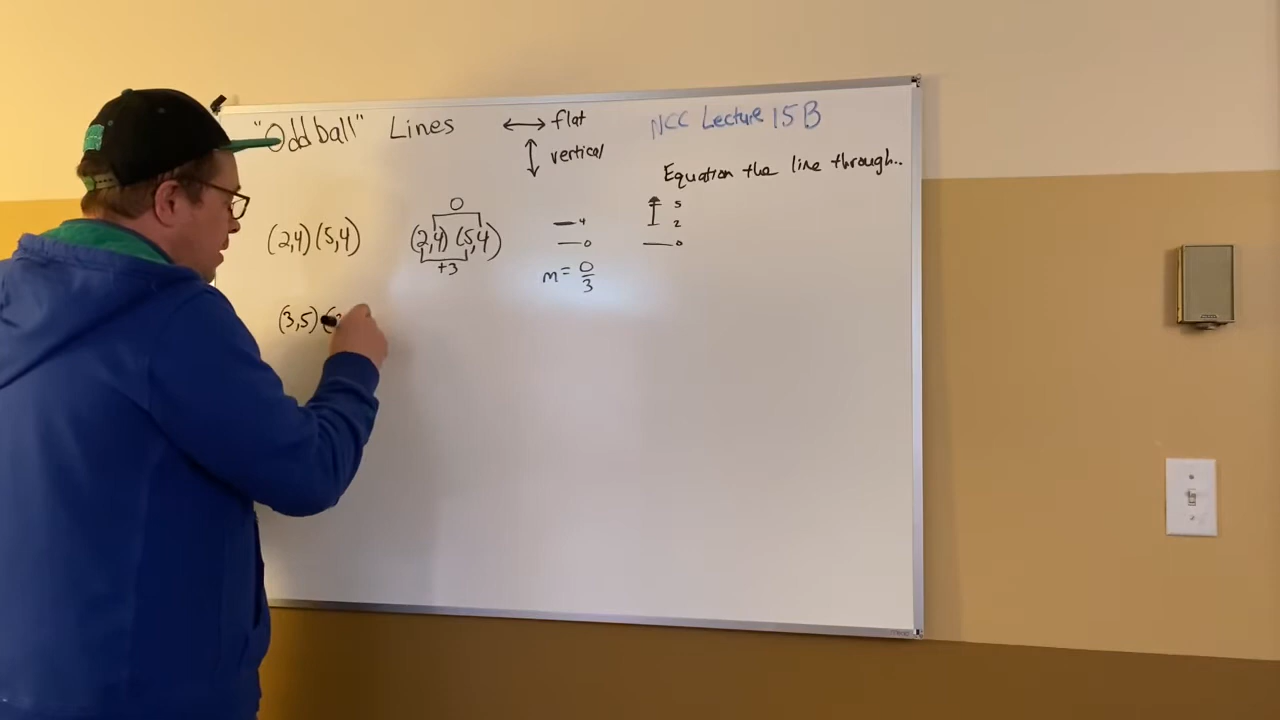 "Oddball" Lines
↔ flat
↕ vertical
NCC Lecture 15B
Equation the line through..
(2,4) (5,4)
0
(2,4) (5,4)
+3
4
0
m = 0/3
5
2
0
(3,5)